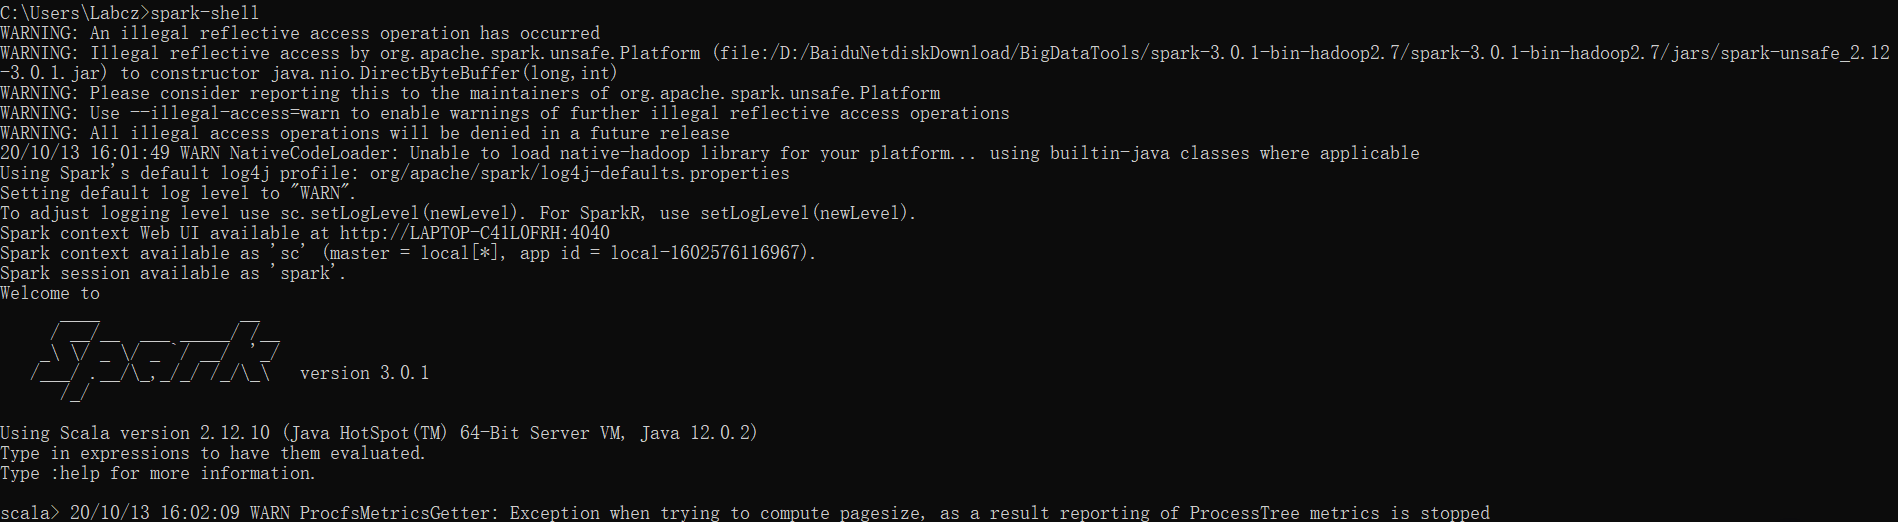 C:\Users\Labcz>spark-shell
WARNING: An illegal reflective access operation has occurred
WARNING: Illegal reflective access by org.apache.spark.unsafe.Platform (file:/D:/BaiduNetdiskDownload/BigDataTools/spark-3.0.1-bin-hadoop2.7/spark-3.0.1-bin-hadoop2.7/jars/spark-unsafe_2.12
-3.0.1.jar) to constructor java.nio.DirectByteBuffer(long,int)
WARNING: Please consider reporting this to the maintainers of org.apache.spark.unsafe.Platform
WARNING: Use --illegal-access=warn to enable warnings of further illegal reflective access operations
WARNING: All illegal access operations will be denied in a future release
20/10/13 16:01:49 WARN NativeCodeLoader: Unable to load native-hadoop library for your platform... using builtin-java classes where applicable
Using Spark's default log4j profile: org/apache/spark/log4j-defaults.properties
Setting default log level to "WARN".
To adjust logging level use sc.setLogLevel(newLevel). For SparkR, use setLogLevel(newLevel).
Spark context Web UI available at http://LAPTOP-C41L0FRH:4040
Spark context available as 'sc' (master = local[*], app id = local-1602576116967).
Spark session available as 'spark'.
Welcome to
      ____              __
     / __/__  ___ _____/ /__
    _\ \/ _ \/ _ `/ __/  '_/
   /___/ .__/\_,_/_/ /_/\_\   version 3.0.1
      /_/
Using Scala version 2.12.10 (Java HotSpot(TM) 64-Bit Server VM, Java 12.0.2)
Type in expressions to have them evaluated.
Type :help for more information.
scala> 20/10/13 16:02:09 WARN ProcfsMetricsGetter: Exception when trying to compute pagesize, as a result reporting of ProcessTree metrics is stopped